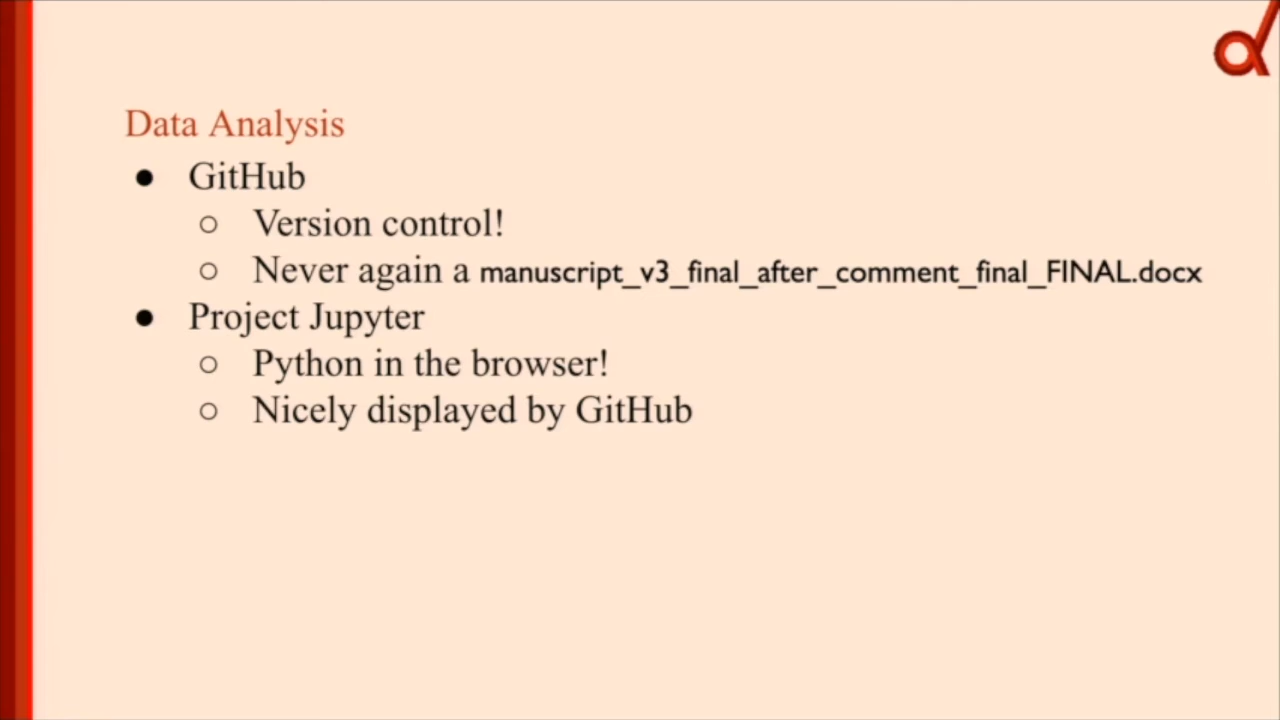 Data Analysis
● GitHub
○ Version control!
○ Never again a manuscript_v3_final_after_comment_final_FINAL.docx
● Project Jupyter
○ Python in the browser!
○ Nicely displayed by GitHub